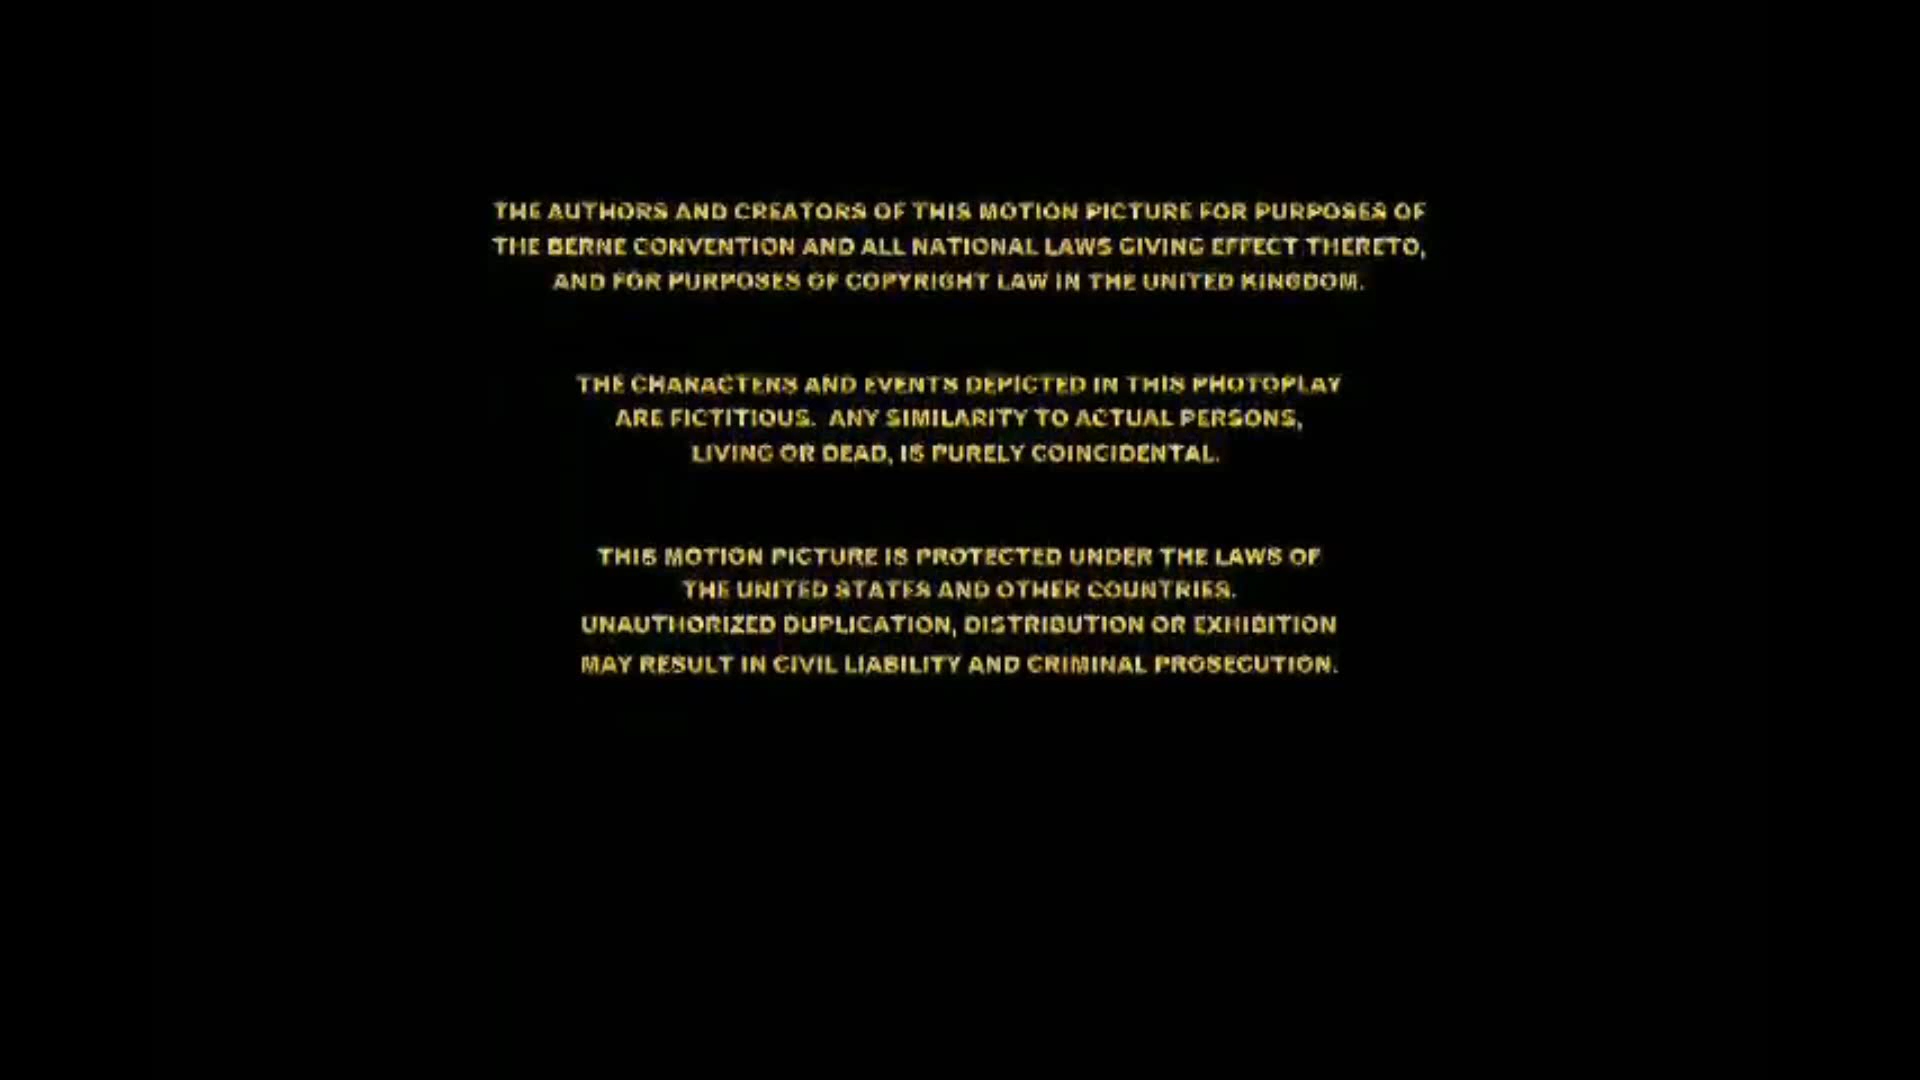 THE AUTHORS AND CREATORS OF THIS MOTION PICTURE FOR PURPOSES OF
THE BERNE CONVENTION AND ALL NATIONAL LAWS GIVING EFFECT THERETO,
AND FOR PURPOSES OF COPYRIGHT LAW IN THE UNITED KINGDOM.
THE CHARACTERS AND EVENTS DEPICTED IN THIS PHOTOPLAY
ARE FICTITIOUS. ANY SIMILARITY TO ACTUAL PERSONS,
LIVING OR DEAD, IS PURELY COINCIDENTAL.
THIS MOTION PICTURE IS PROTECTED UNDER THE LAWS OF
THE UNITED STATES AND OTHER COUNTRIES.
UNAUTHORIZED DUPLICATION, DISTRIBUTION OR EXHIBITION
MAY RESULT IN CIVIL LIABILITY AND CRIMINAL PROSECUTION.